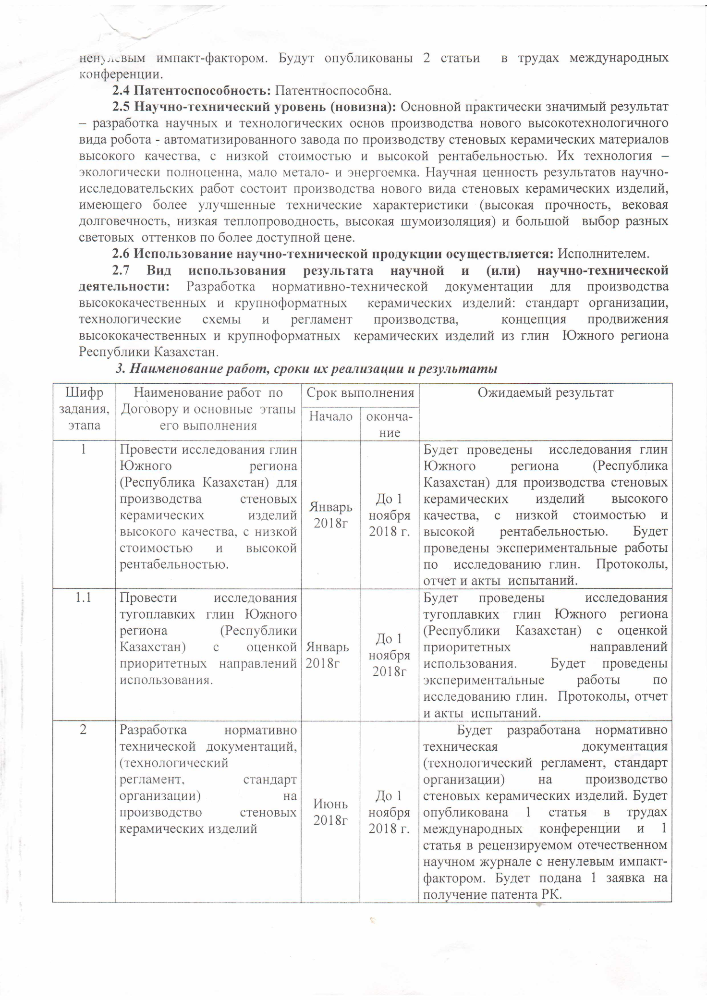 ненулевым импакт-фактором. Будут опубликованы 2 статьи в трудах международных
конференции.
2.4 Патентоспособность: Патентноспособна.
2.5 Научно-технический уровень (новизна): Основной практически значимый результат
– разработка научных и технологических основ производства нового высокотехнологичного
вида робота - автоматизированного завода по производству стеновых керамических материалов
высокого качества, с низкой стоимостью и высокой рентабельностью. Их технология –
экологически полноценна, мало метало- и энергоемка. Научная ценность результатов научно-
исследовательских работ состоит производства нового вида стеновых керамических изделий,
имеющего более улучшенные технические характеристики (высокая прочность, вековая
долговечность, низкая теплопроводность, высокая шумоизоляция) и большой выбор разных
световых оттенков по более доступной цене.
2.6 Использование научно-технической продукции осуществляется: Исполнителем.
2.7 Вид использования результата научной и (или) научно-технической
деятельности: Разработка нормативно-технической документации для производства
высококачественных и крупноформатных керамических изделий: стандарт организации,
технологические схемы и регламент производства, концепция продвижения
высококачественных и крупноформатных керамических изделий из глин Южного региона
Республики Казахстан.
3. Наименование работ, сроки их реализации и результаты
Шифр
задания,
этапа
Наименование работ по
Договору и основные этапы
его выполнения
Срок выполнения
Начало
оконча-
ние
Ожидаемый результат
1
Провести исследования глин
Южного региона
(Республика Казахстан) для
производства стеновых
керамических изделий
высокого качества, с низкой
стоимостью и высокой
рентабельностью.
Январь
2018г
До 1
ноября
2018 г.
Будет проведены исследования глин
Южного региона (Республика
Казахстан) для производства стеновых
керамических изделий высокого
качества, с низкой стоимостью и
высокой рентабельностью. Будет
проведены экспериментальные работы
по исследованию глин. Протоколы,
отчет и акты испытаний.
1.1
Провести исследования
тугоплавких глин Южного
региона (Республики
Казахстан) с оценкой
приоритетных направлений
использования.
Январь
2018г
До 1
ноября
2018г
Будет проведены исследования
тугоплавких глин Южного региона
(Республики Казахстан) с оценкой
приоритетных направлений
использования. Будет проведены
экспериментальные работы по
исследованию глин. Протоколы, отчет
и акты испытаний.
2
Разработка нормативно
технической документаций,
(технологический
регламент, стандарт
организации) на
производство стеновых
керамических изделий
Июнь
2018г
До 1
ноября
2018 г.
Будет разработана нормативно
техническая документация
(технологический регламент, стандарт
организации) на производство
стеновых керамических изделий. Будет
опубликована 1 статья в трудах
международных конференции и 1
статья в рецензируемом отечественном
научном журнале с ненулевым импакт-
фактором. Будет подана 1 заявка на
получение патента РК.